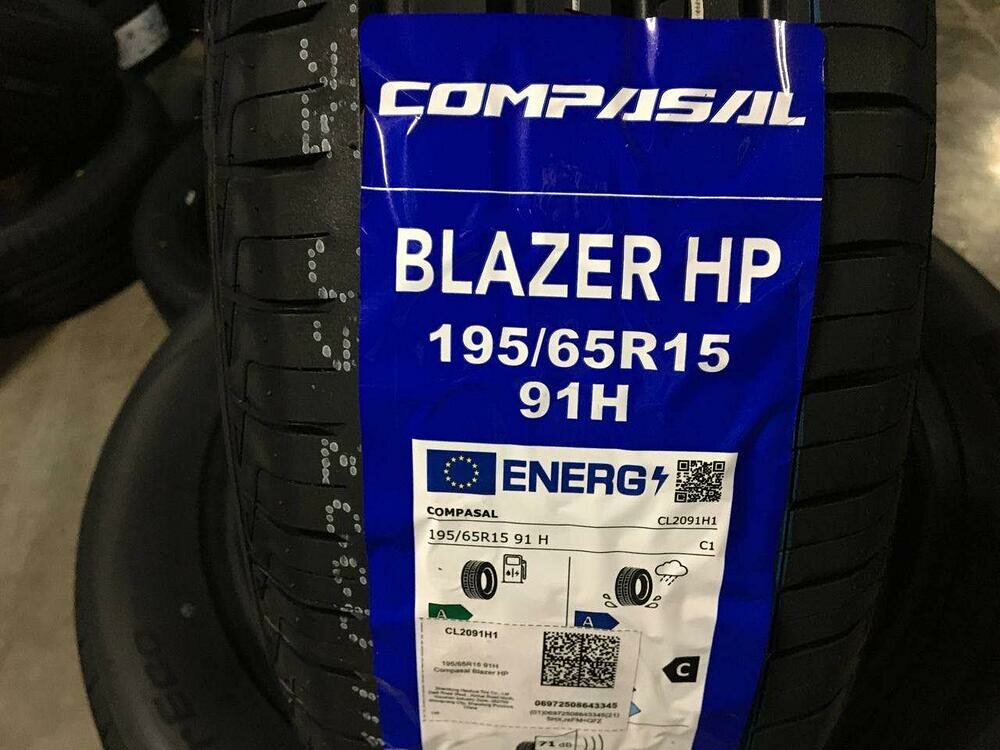 COMPASAL
BLAZER HP
195/65R15
91H
ENERG
COMPASAL
CL2091H1
195/65R15 91 H
C1
A
A
C
CL2091H1
195/65R15 91H
Compasal Blazer HP
China
06972508643345
71 dB